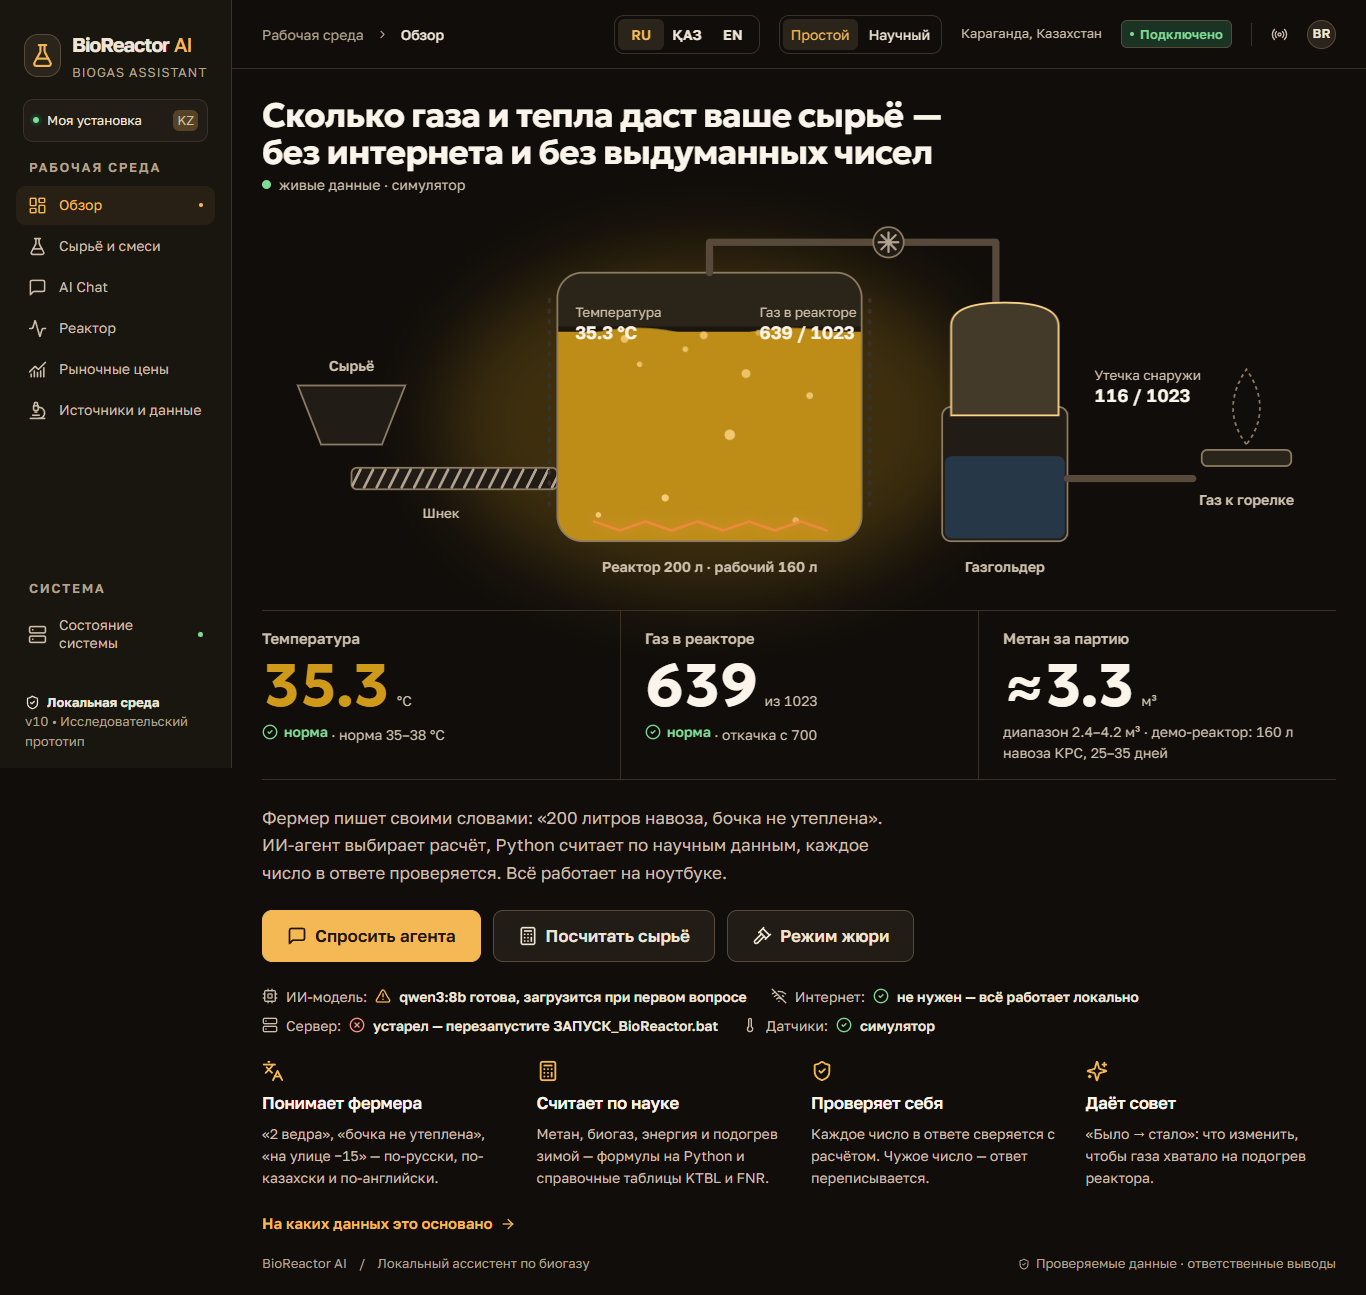 BioReactor AI
BIOGAS ASSISTANT
Моя установка KZ
РАБОЧАЯ СРЕДА
Обзор
Сырьё и смеси
AI Chat
Реактор
Рыночные цены
Источники и данные
СИСТЕМА
Состояние
системы
Локальная среда
v10 • Исследовательский
прототип
Рабочая среда > Обзор
RU ҚАЗ EN
Простой Научный
Караганда, Казахстан
Подключено
BR
Сколько газа и тепла даст ваше сырьё —
без интернета и без выдуманных чисел
живые данные · симулятор
Температура
35.3 °C
Газ в реакторе
639 / 1023
Сырьё
Шнек
Утечка снаружи
116 / 1023
Газ к горелке
Реактор 200 л · рабочий 160 л
Газгольдер
Температура
35.3 °C
норма · норма 35–38 °C
Газ в реакторе
639 из 1023
норма · откачка с 700
Метан за партию
≈3.3 м³
диапазон 2.4–4.2 м³ · демо-реактор: 160 л
навоза КРС, 25–35 дней
Фермер пишет своими словами: «200 литров навоза, бочка не утеплена».
ИИ-агент выбирает расчёт, Python считает по научным данным, каждое
число в ответе проверяется. Всё работает на ноутбуке.
Спросить агента
Посчитать сырьё
Режим жюри
ИИ-модель: qwen3:8b готова, загрузится при первом вопросе
Интернет: не нужен — всё работает локально
Сервер: устарел — перезапустите ЗАПУСК_BioReactor.bat
Датчики: симулятор
Понимает фермера
«2 ведра», «бочка не утеплена»,
«на улице −15» — по-русски, по-
казахски и по-английски.
Считает по науке
Метан, биогаз, энергия и подогрев
зимой — формулы на Python и
справочные таблицы KTBL и FNR.
Проверяет себя
Каждое число в ответе сверяется с
расчётом. Чужое число — ответ
переписывается.
Даёт совет
«Было → стало»: что изменить,
чтобы газа хватало на подогрев
реактора.
На каких данных это основано →
BioReactor AI / Локальный ассистент по биогазу
Проверяемые данные · ответственные выводы